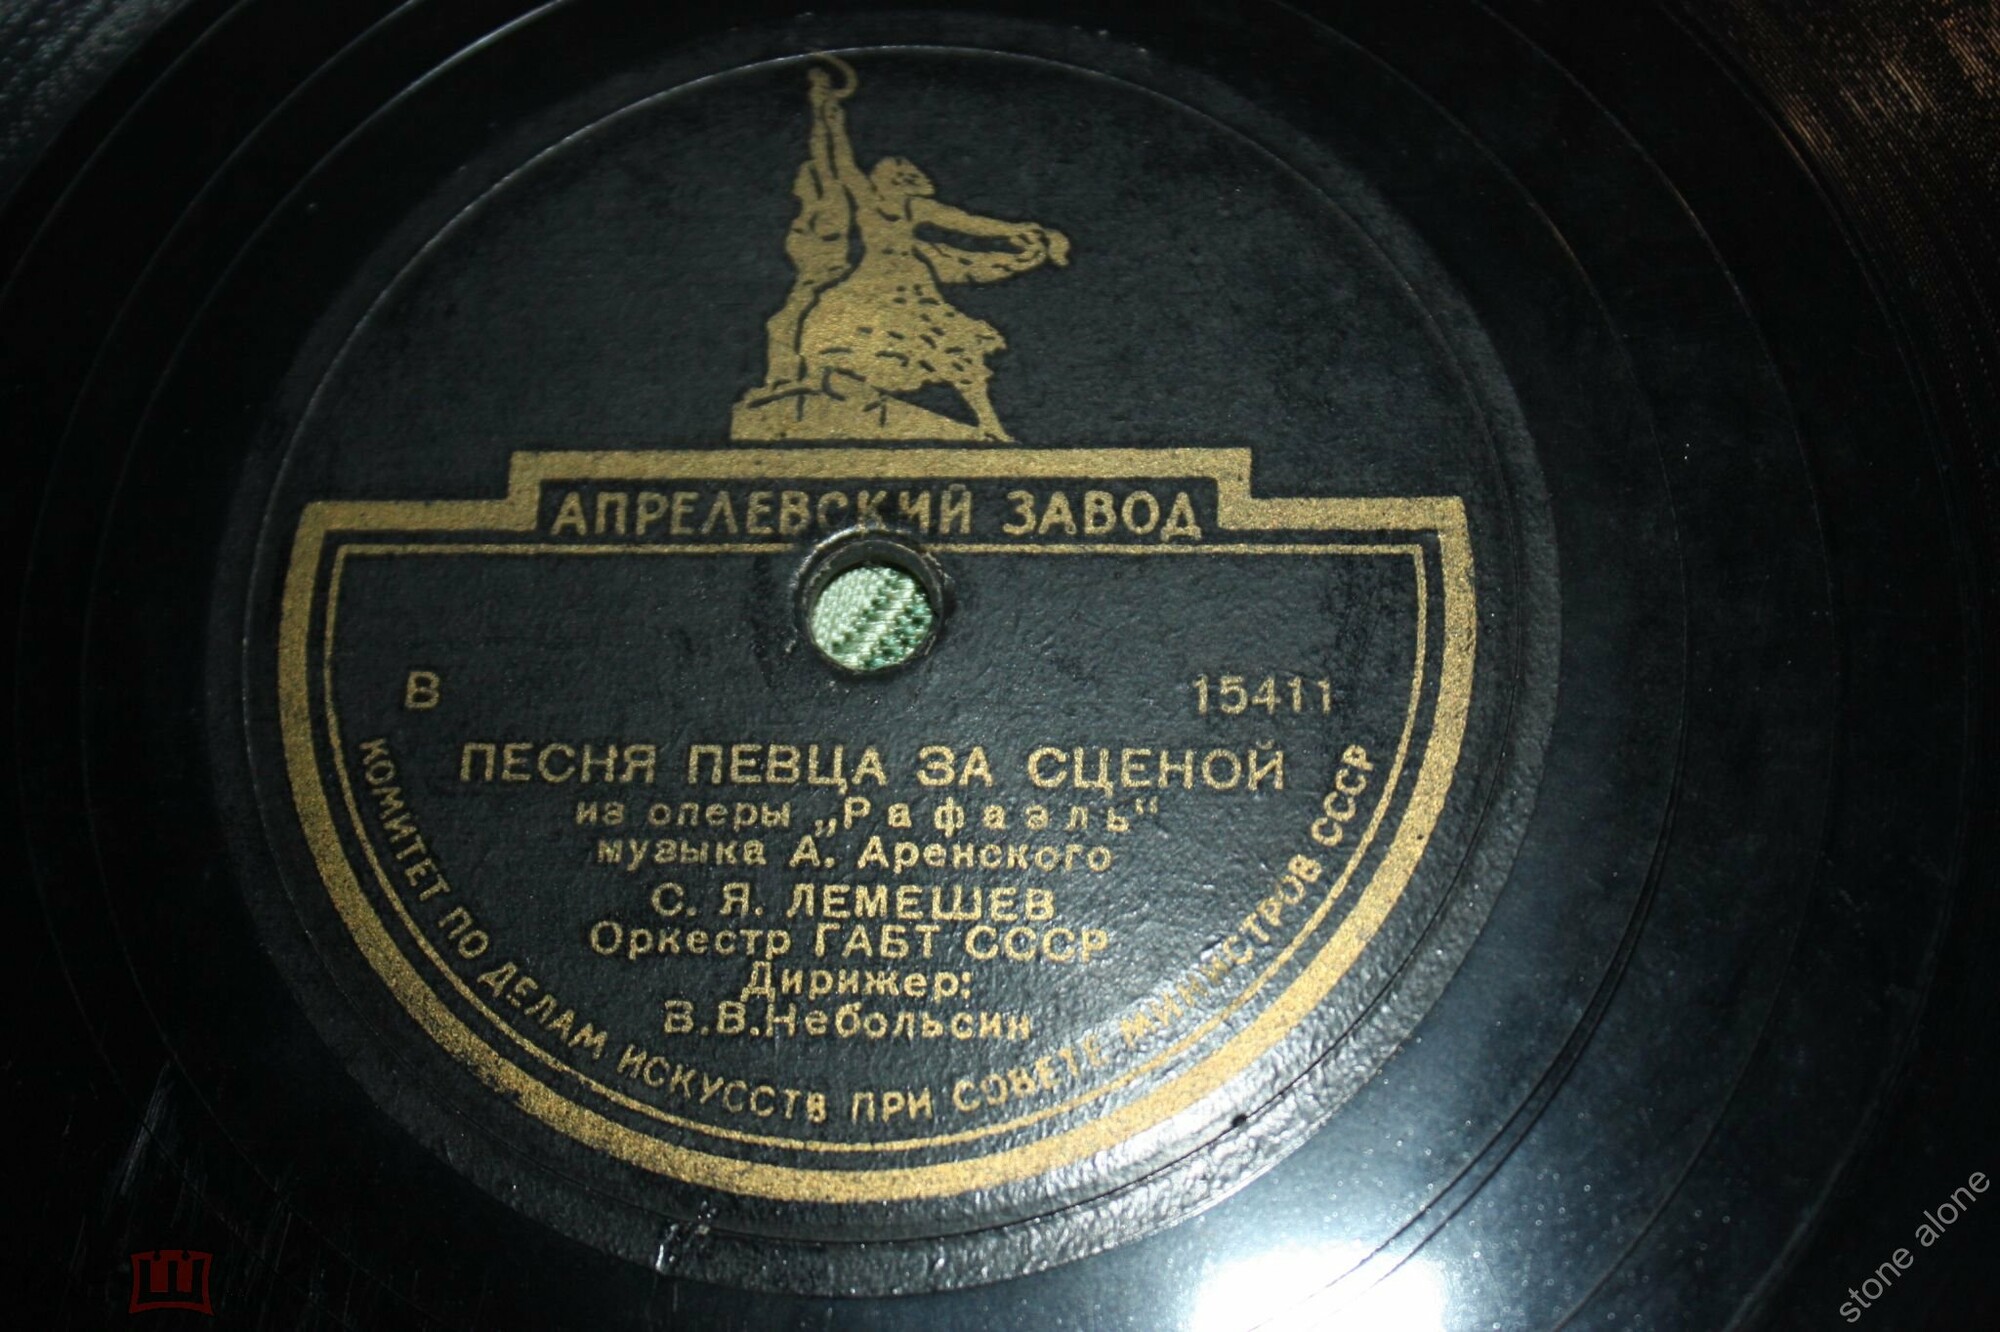 АПРЕЛЕВСКИЙ ЗАВОД
В 15411
ПЕСНЯ ПЕВЦА ЗА СЦЕНОЙ
из оперы „Рафаэль“
музыка А. Аренского
С. Я. ЛЕМЕШЕВ
Оркестр ГАБТ СССР
Дирижер:
В.В.Небольсин
КОМИТЕТ ПО ДЕЛАМ ИСКУССТВ ПРИ СОВЕТЕ МИНИСТРОВ СССР
stone alone